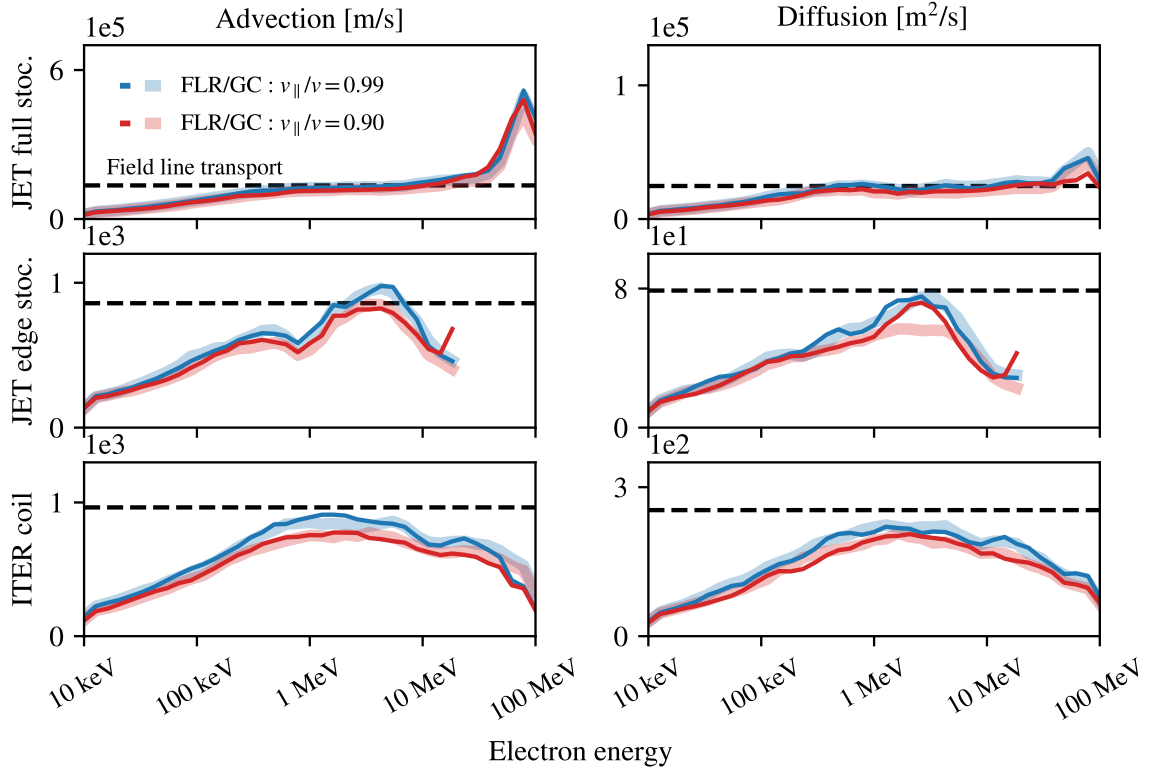 Advection [m/s]
Diffusion [m²/s]
1e5
1e5
JET full stoc.
6
0
FLR/GC : v∥/v = 0.99
FLR/GC : v∥/v = 0.90
Field line transport
1
0
1e3
1e1
JET edge stoc.
1
0
8
0
1e3
1e2
ITER coil
1
0
3
0
10 keV
100 keV
1 MeV
10 MeV
100 MeV
10 keV
100 keV
1 MeV
10 MeV
100 MeV
Electron energy